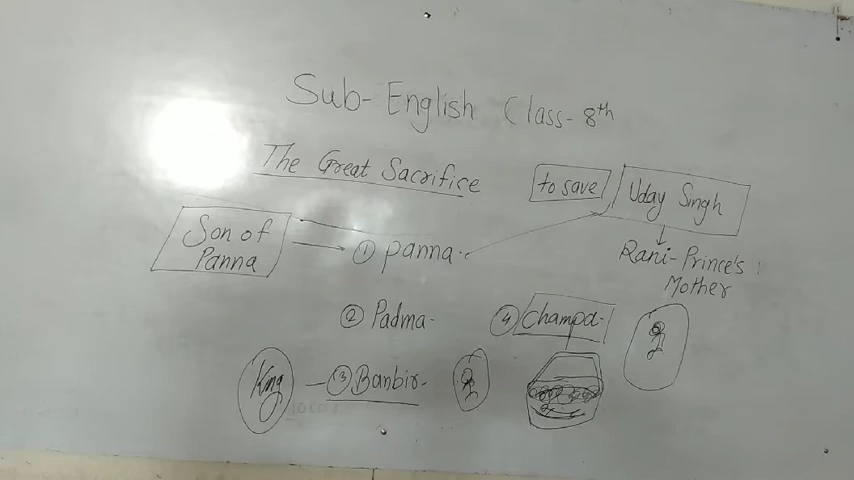 Sub- English Class- 8th
The Great Sacrifice
to save
Uday Singh
Son of
Panna
① panna.
Rani- Prince's
Mother
② Padma-
④ Champa-
King
③ Banbir-